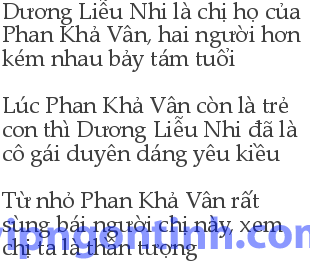 Dương Liễu Nhi là chị họ của
Phan Khả Vân, hai người hơn
kém nhau bảy tám tuổi
Lúc Phan Khả Vân còn là trẻ
con thì Dương Liễu Nhi đã là
cô gái duyên dáng yêu kiều
Từ nhỏ Phan Khả Vân rất
sùng bái người chị này, xem
chị ta là thần tượng
vipngontinh.com